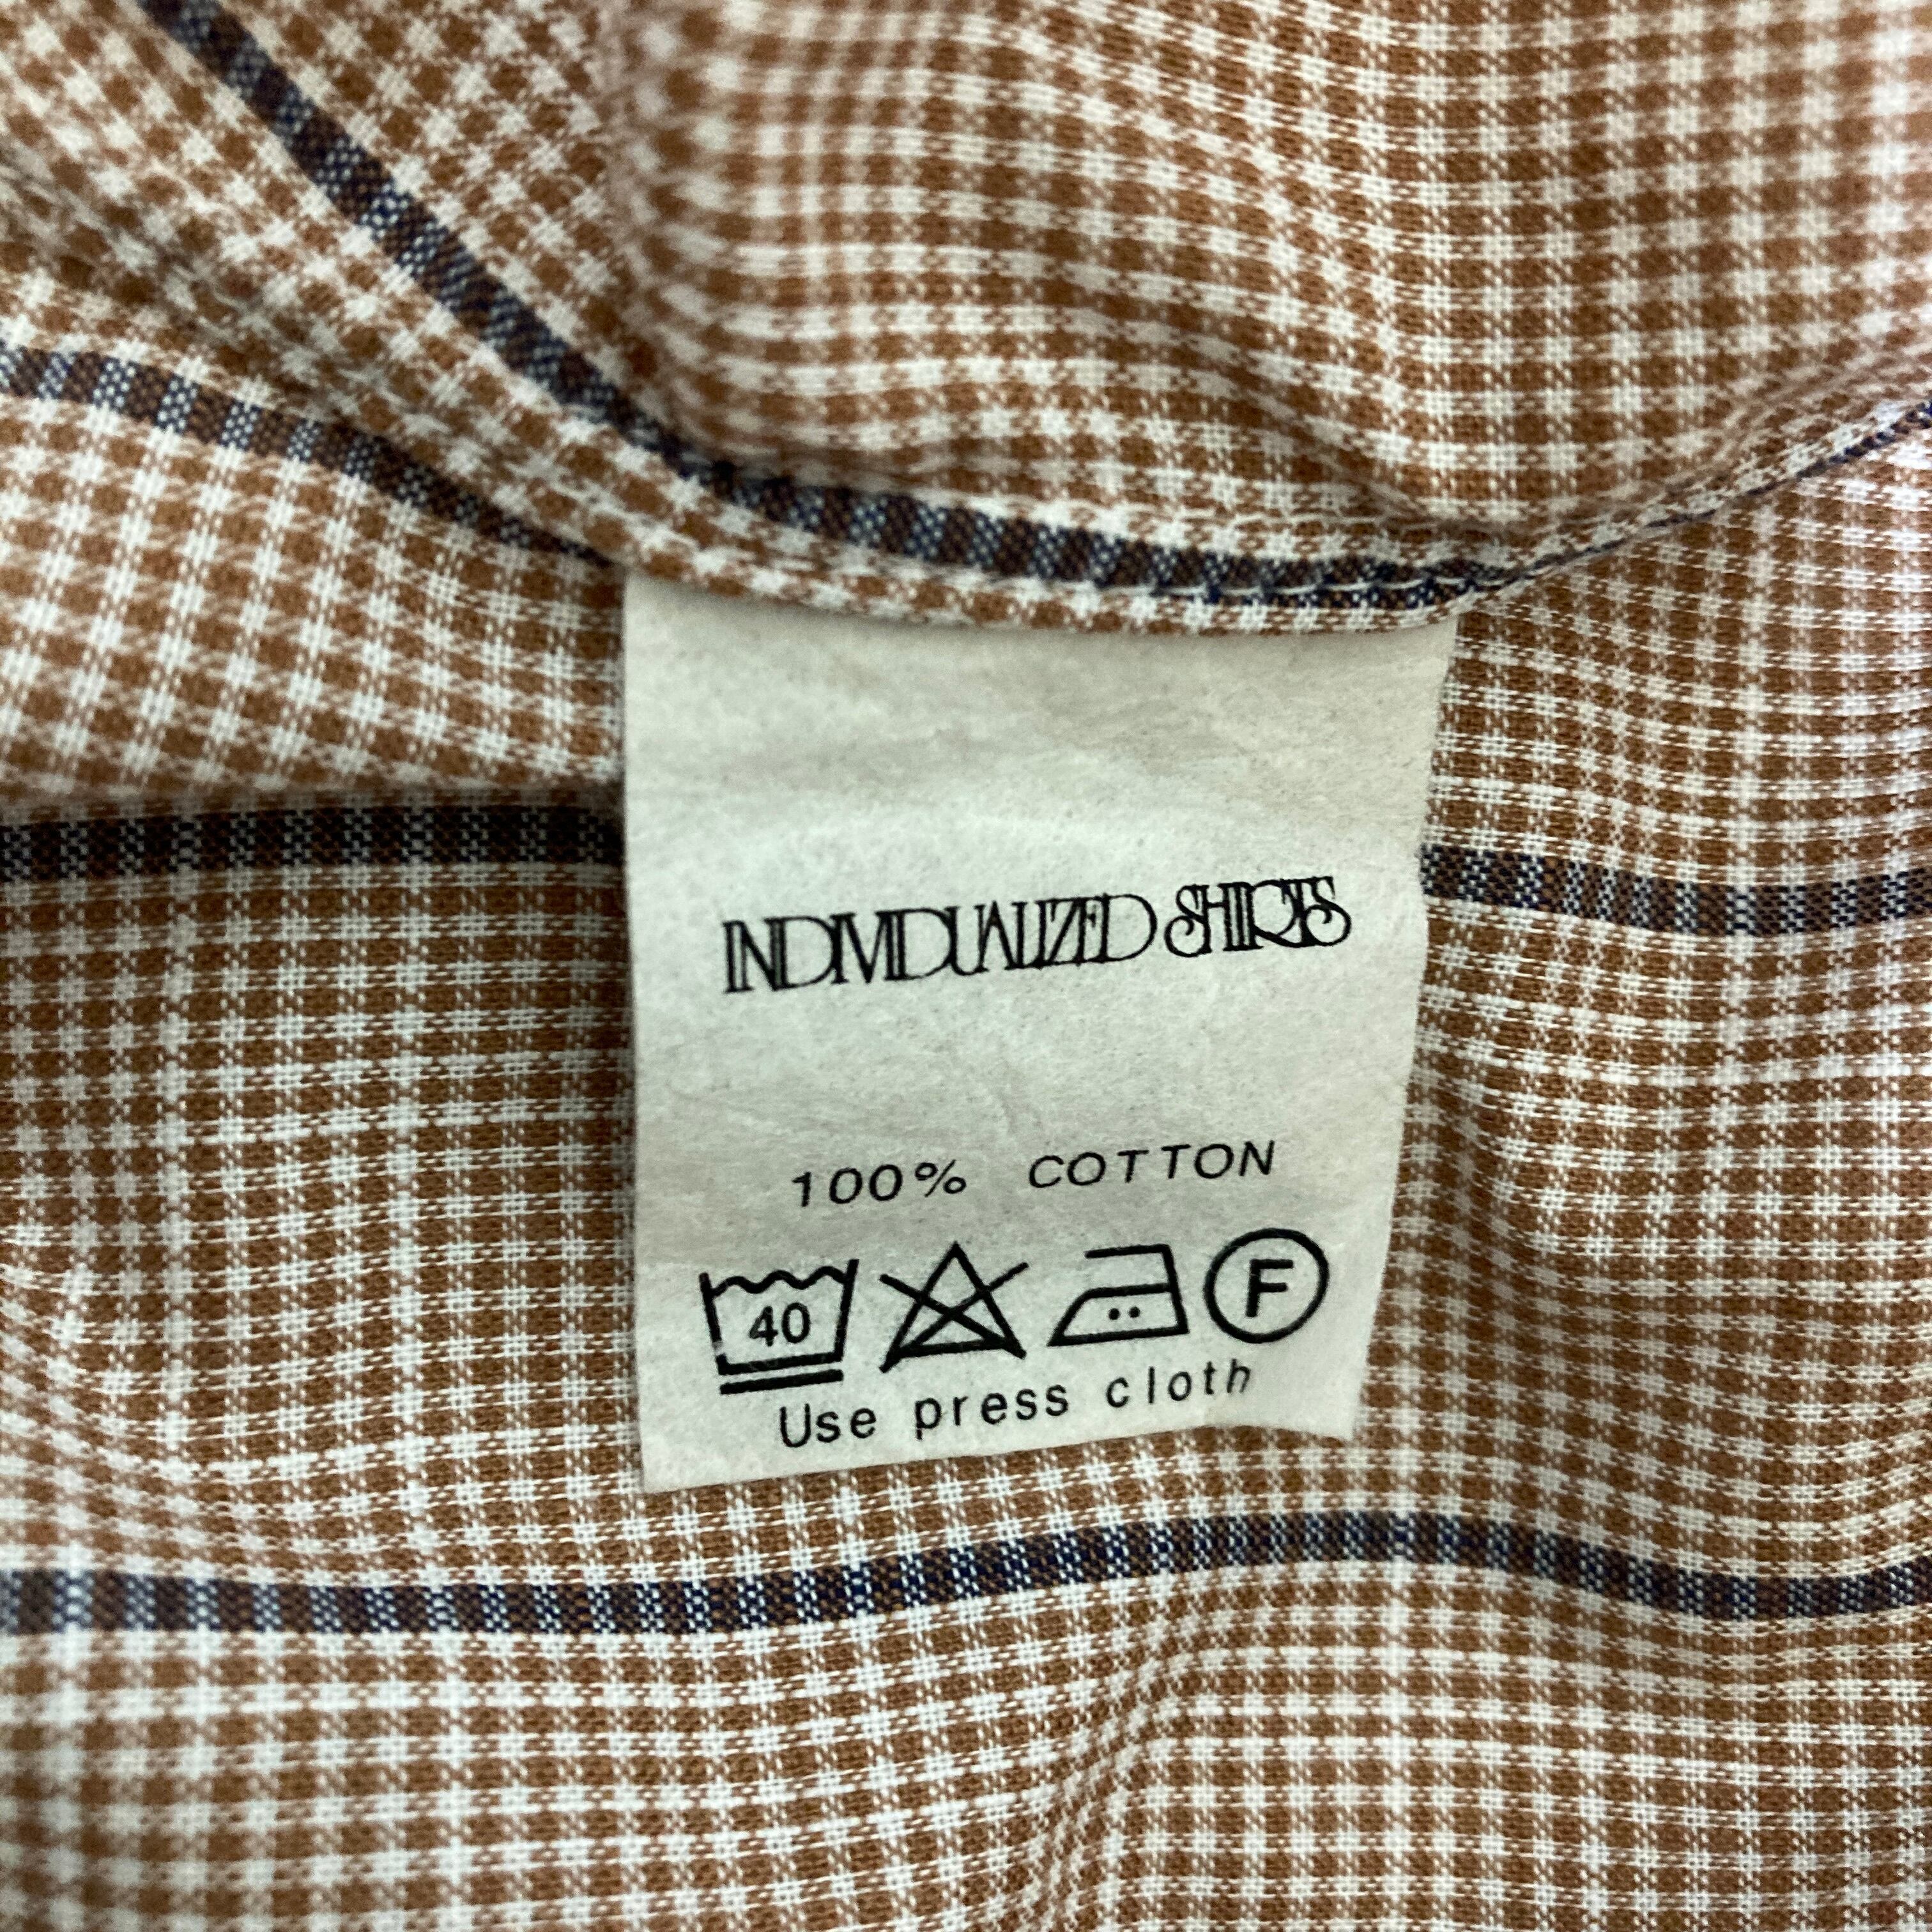 INDIVIDUALIZED SHIRTS
100% COTTON
40 F
Use press cloth